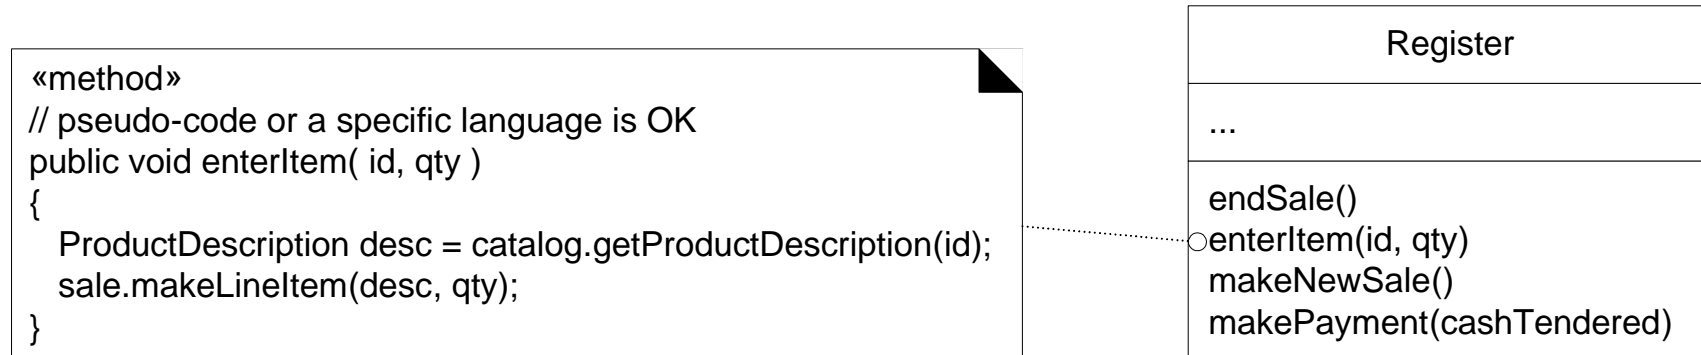 «method»
// pseudo-code or a specific language is OK
public void enterItem( id, qty )
{
ProductDescription desc = catalog.getProductDescription(id);
sale.makeLineItem(desc, qty);
}
Register
...
endSale()
enterItem(id, qty)
makeNewSale()
makePayment(cashTendered)